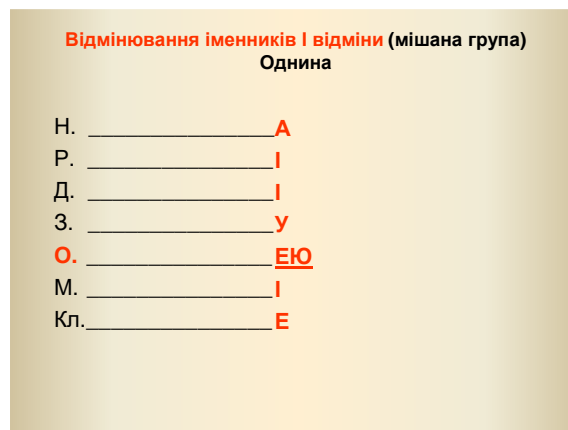 Відмінювання іменників І відміни (мішана група)
Однина
Н. _______________А
Р. _______________І
Д. _______________І
З. _______________У
О. _______________ЕЮ
М. _______________І
Кл._______________Е